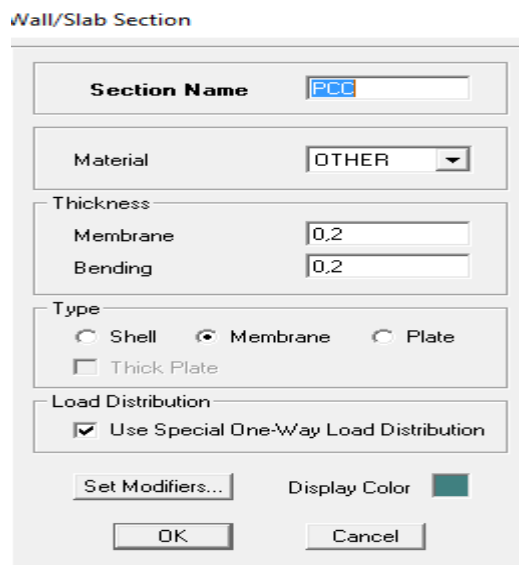 Wall/Slab Section
Section Name PCC
Material OTHER
Thickness
Membrane 0,2
Bending 0,2
Type
Shell Membrane Plate
Thick Plate
Load Distribution
Use Special One-Way Load Distribution
Set Modifiers... Display Color
OK Cancel